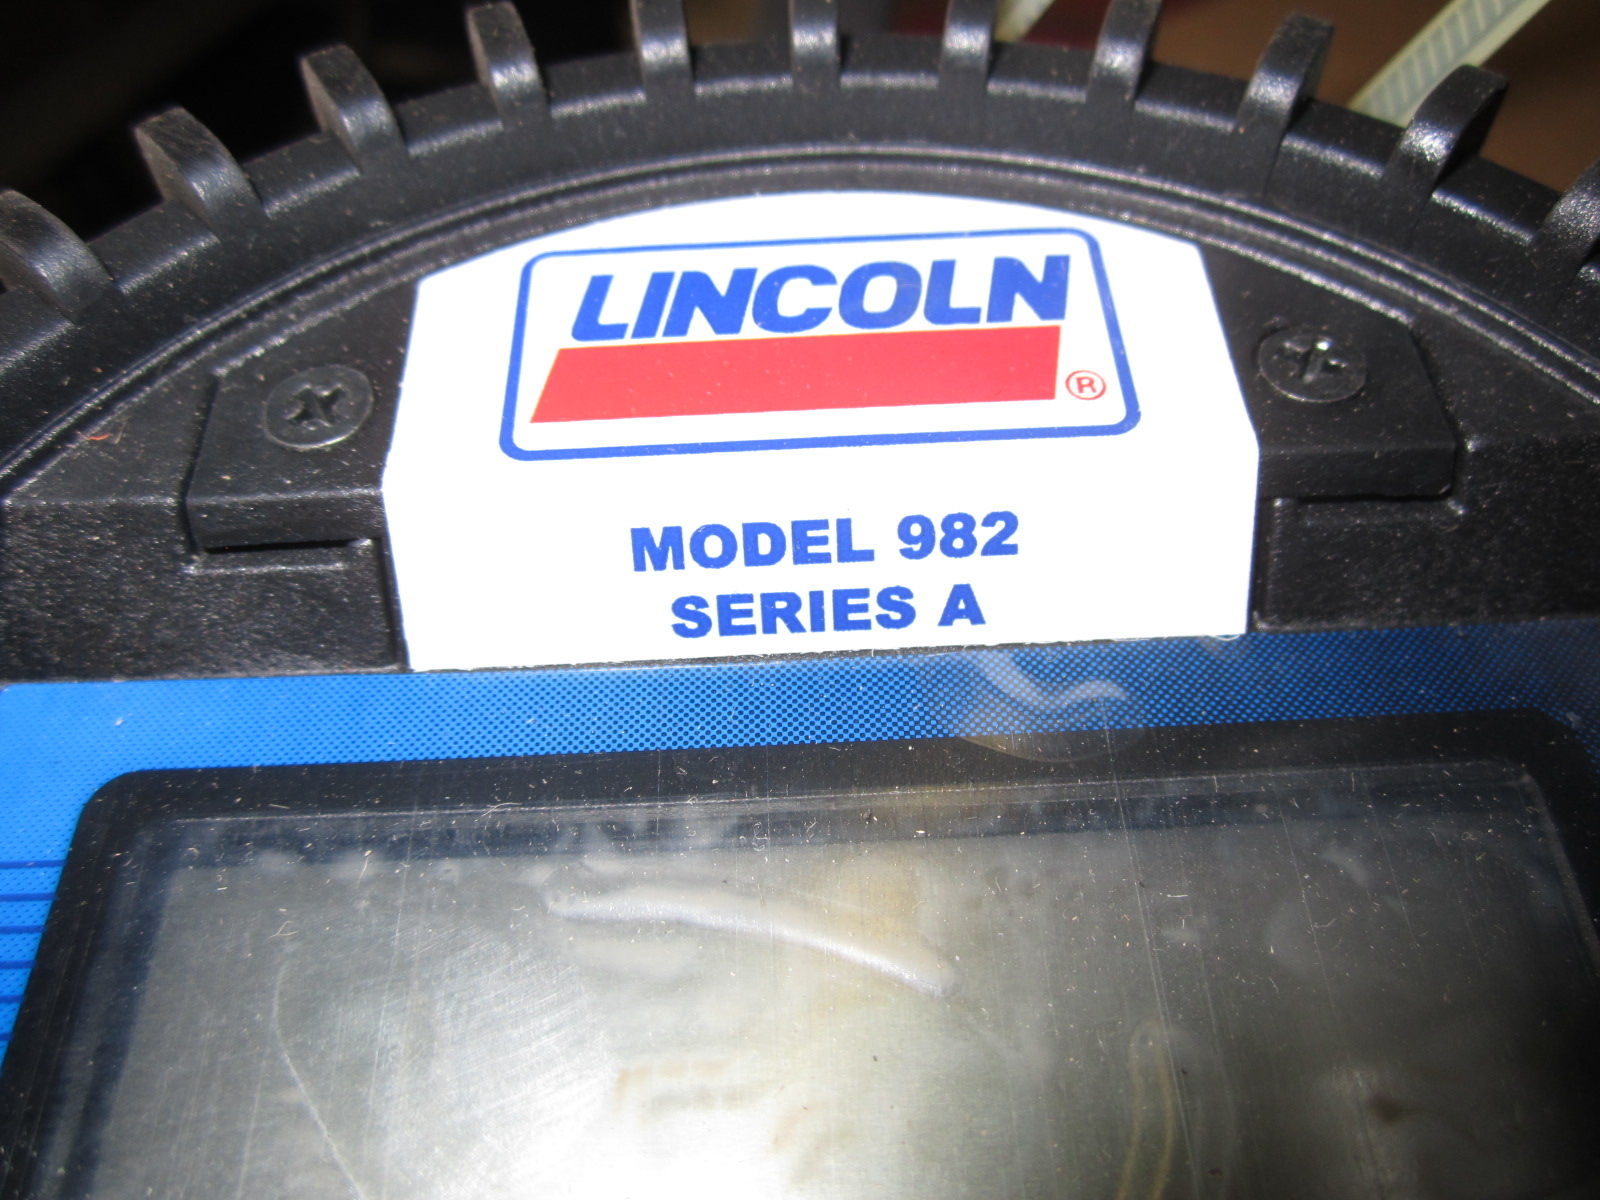 LINCOLN
®
MODEL 982
SERIES A